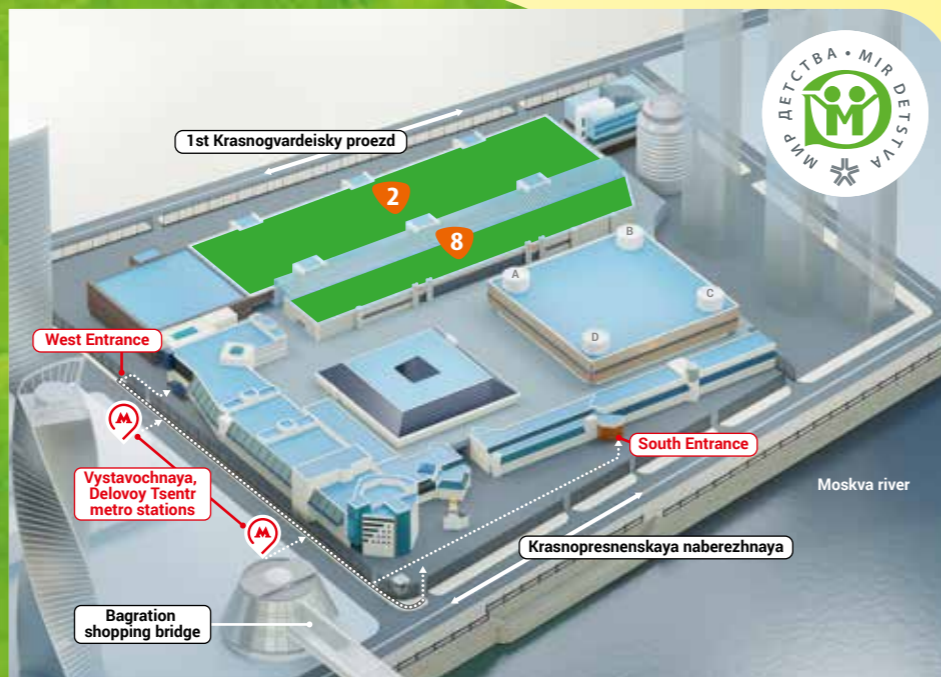 МИР ДЕТСТВА • MIR DETSTVA
M
1st Krasnogvardeisky proezd
2
8
A
B
C
D
West Entrance
M
Vystavochnaya,
Delovoy Tsentr
metro stations
M
South Entrance
Moskva river
Krasnopresnenskaya naberezhnaya
Bagration
shopping bridge